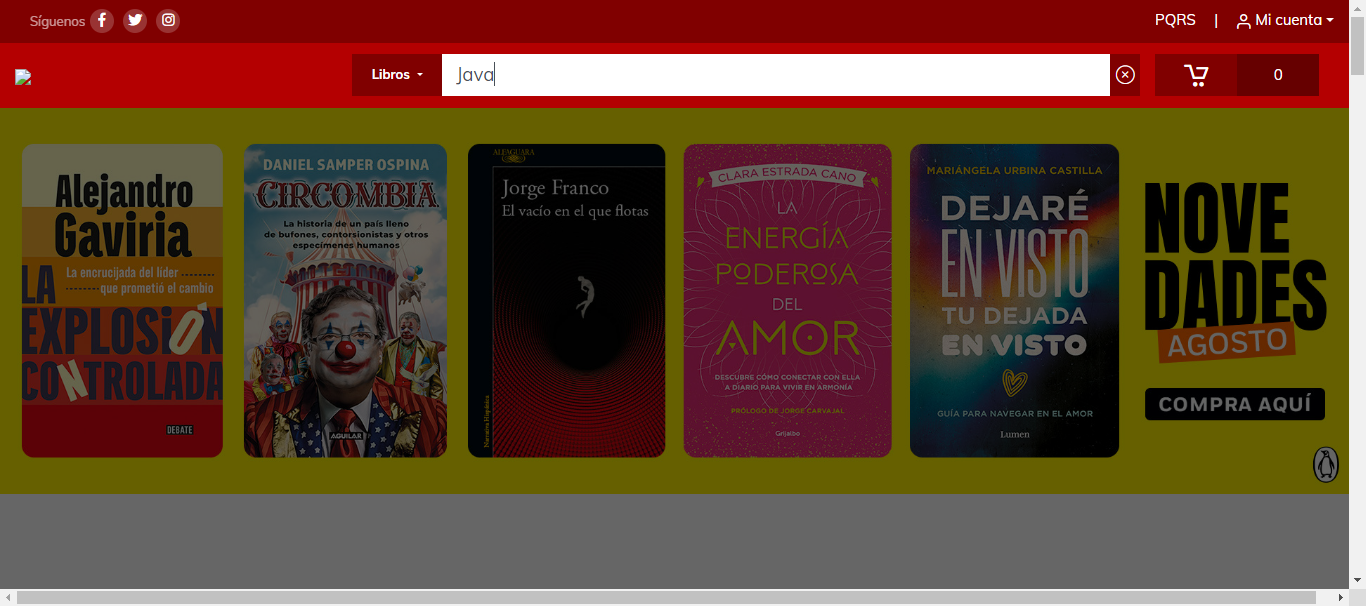 Síguenos
PQRS | Mi cuenta
Libros
Java
0
Alejandro
Gaviria
LA
La encrucijada del líder
que prometió el cambio
EXPLOSIÓN
CONTROLADA
DEBATE
DANIEL SAMPER OSPINA
CIRCOMBIA
La historia de un país lleno
de bufones, contorsionistas y otros
especímenes humanos
AGUILAR
ALFAGUARA
Jorge Franco
El vacío en el que flotas
Narrativa Hispánica
CLARA ESTRADA CANO
LA
ENERGÍA
PODEROSA
DEL
AMOR
DESCUBRE CÓMO CONECTAR CON ELLA
A DIARIO PARA VIVIR EN ARMONÍA
PRÓLOGO DE JORGE CARVAJAL
Grijalbo
MARIÁNGELA URBINA CASTILLA
DEJARÉ
EN VISTO
TU DEJADA
EN VISTO
GUÍA PARA NAVEGAR EN EL AMOR
Lumen
NOVE
DADES
AGOSTO
COMPRA AQUÍ